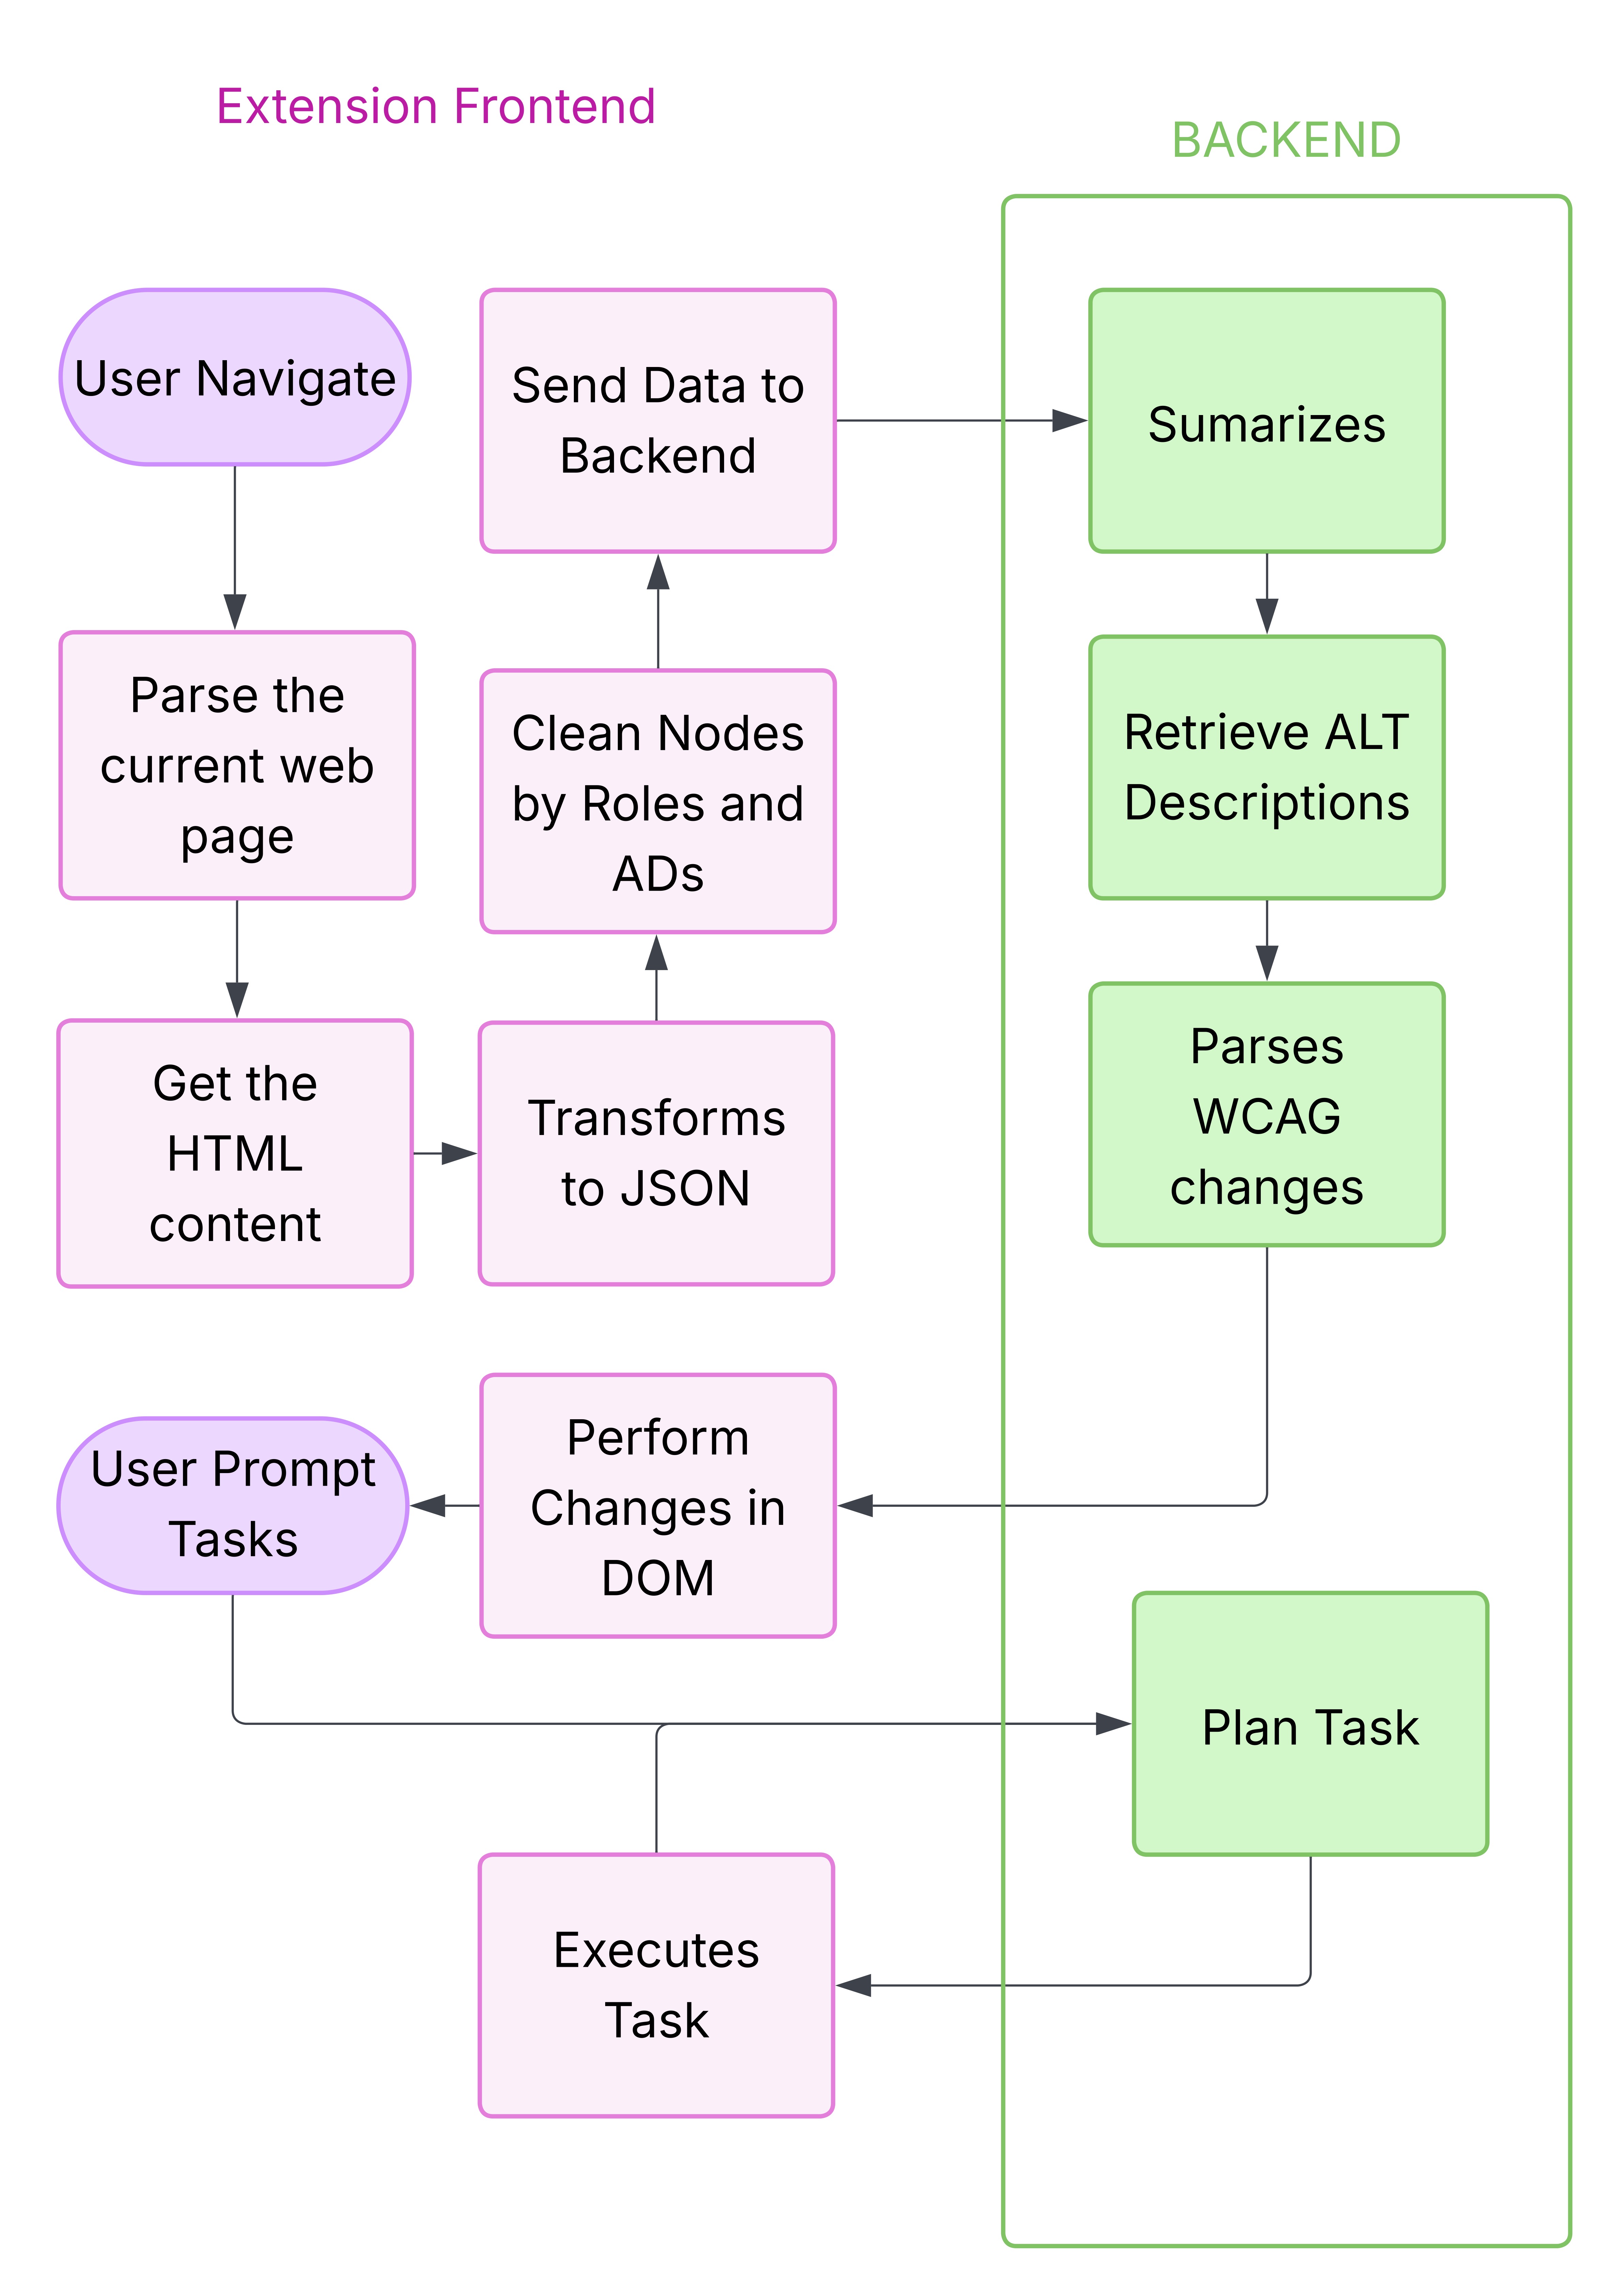 Extension Frontend
BACKEND
User Navigate
Parse the
current web
page
Get the
HTML
content
Transforms
to JSON
Clean Nodes
by Roles and
ADs
Send Data to
Backend
Sumarizes
Retrieve ALT
Descriptions
Parses
WCAG
changes
Perform
Changes in
DOM
User Prompt
Tasks
Plan Task
Executes
Task